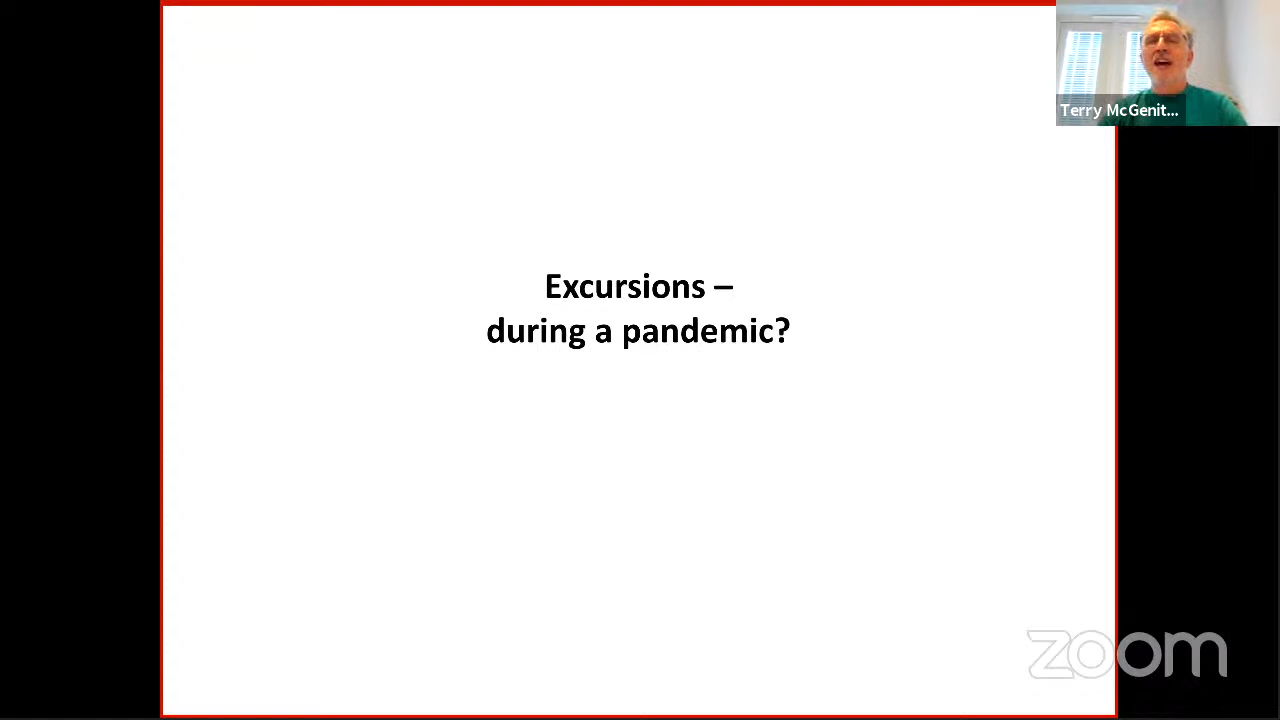 Terry McGenit...
Excursions –
during a pandemic?
zoom